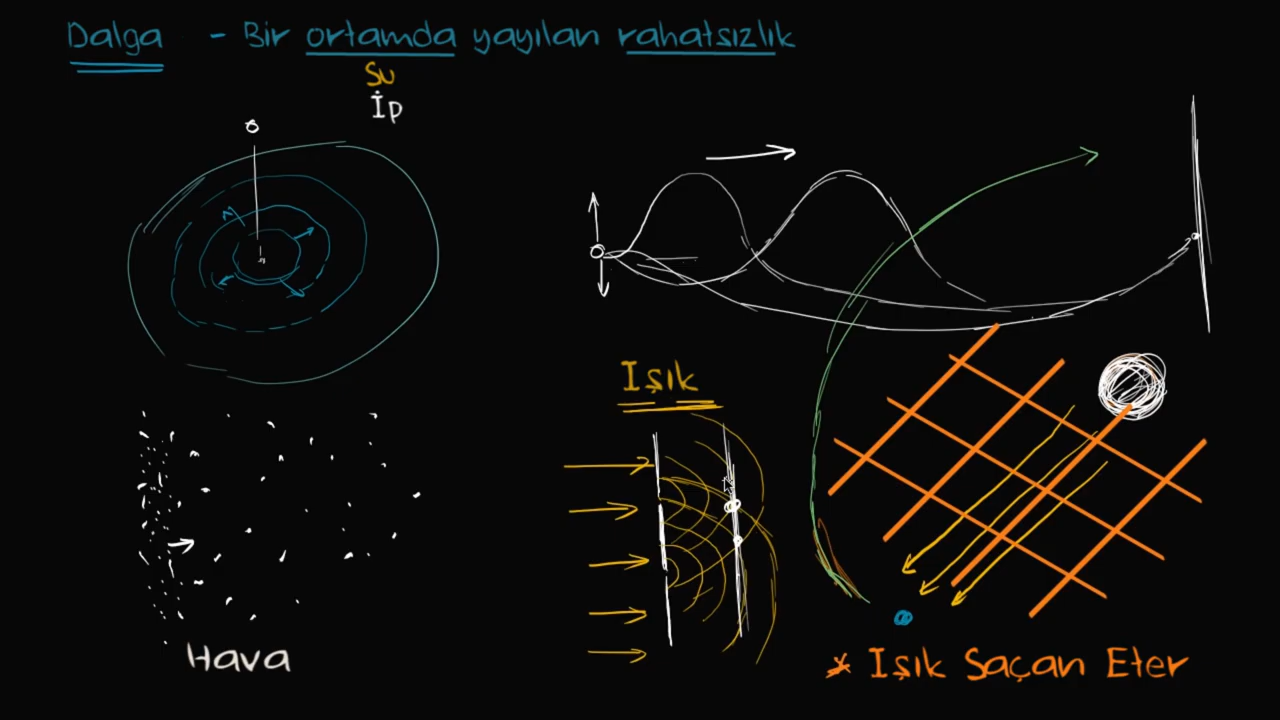 Dalga - Bir ortamda yayılan rahatsızlık
Su
İp
Işık
Hava
* Işık Saçan Eter